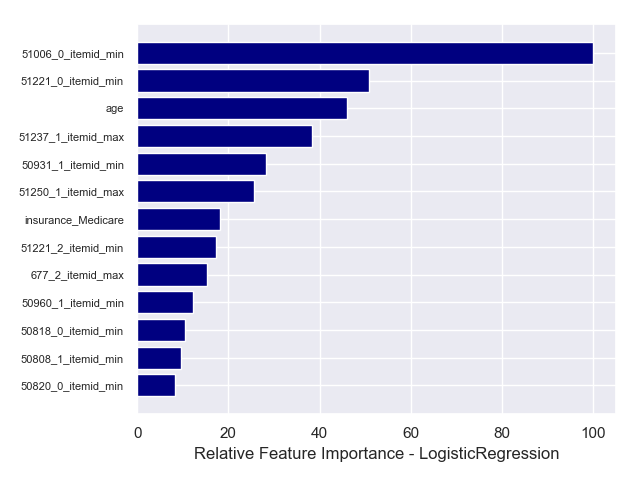 51006_0_itemid_min
51221_0_itemid_min
age
51237_1_itemid_max
50931_1_itemid_min
51250_1_itemid_max
insurance_Medicare
51221_2_itemid_min
677_2_itemid_max
50960_1_itemid_min
50818_0_itemid_min
50808_1_itemid_min
50820_0_itemid_min
0 20 40 60 80 100
Relative Feature Importance - LogisticRegression